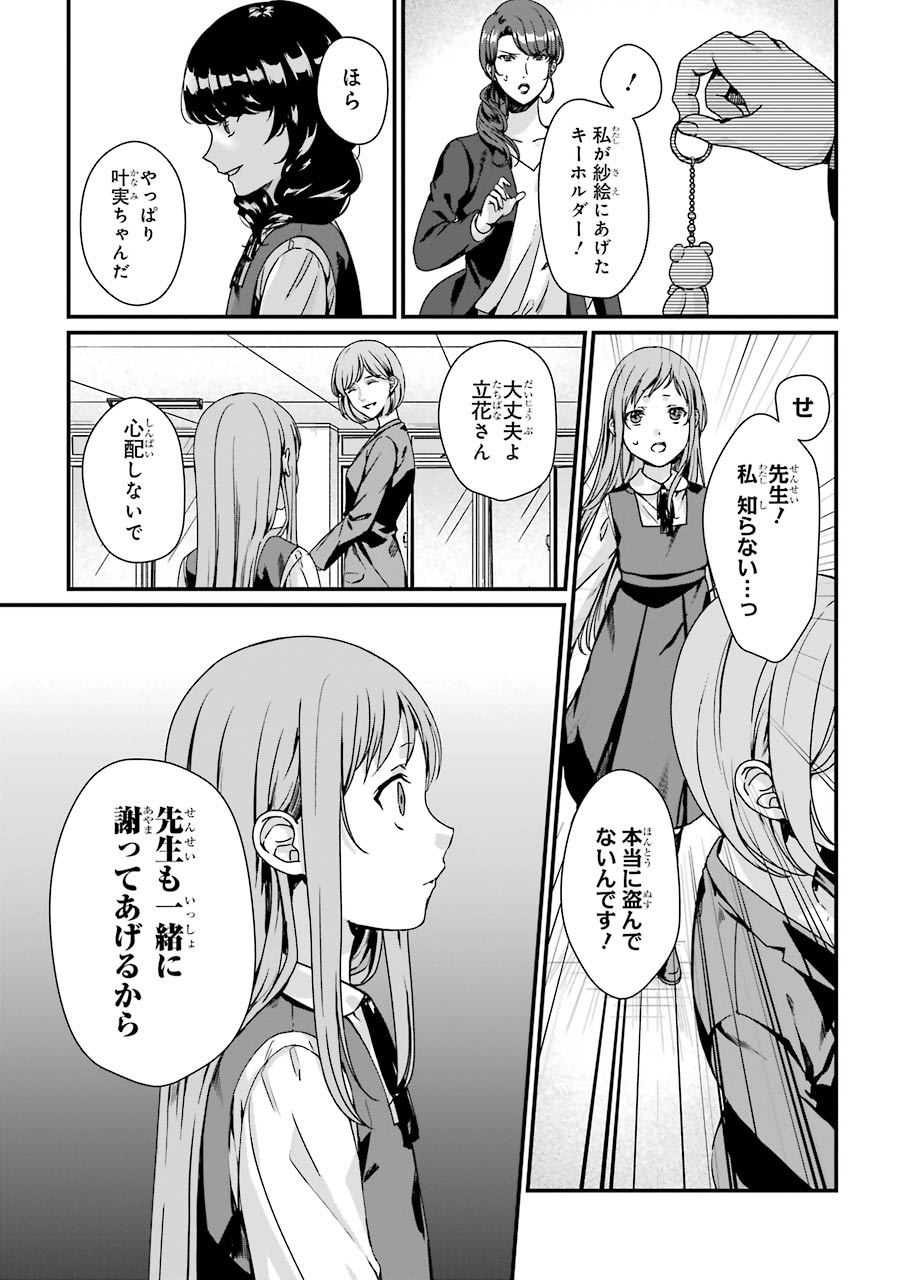 ！
私が紗絵にあげた
キーホルダー！
ほら
やっぱり
叶実ちゃんだ
せ
先生！
私 知らない…っ
本当に盗んで
ないんです！
大丈夫よ
立花さん
心配しないで
先生も一緒に
謝ってあげるから